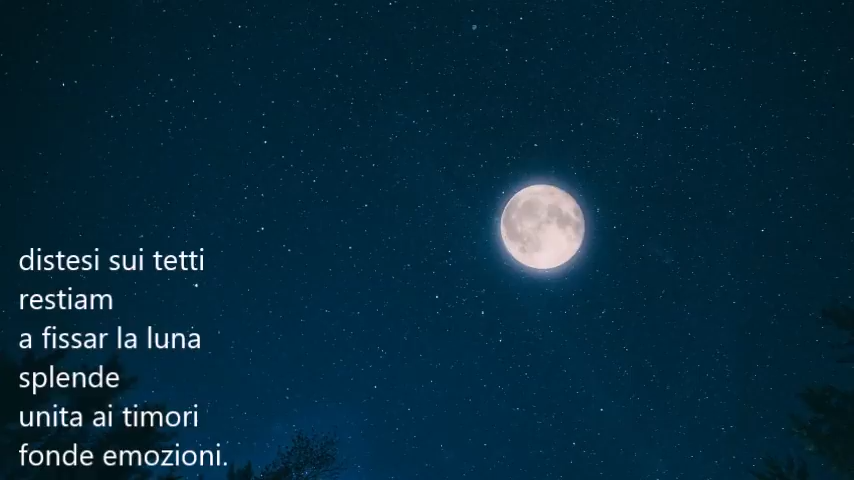 distesi sui tetti
restiam
a fissar la luna
splende
unita ai timori
fonde emozioni.